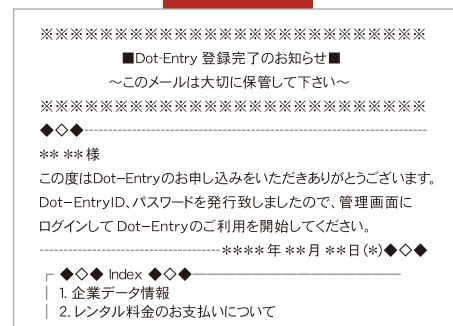 ※※※※※※※※※※※※※※※※※※※※※※※※※※
■Dot-Entry 登録完了のお知らせ■
～このメールは大切に保管して下さい～
※※※※※※※※※※※※※※※※※※※※※※※※※※
◆◇◆--------------------------------------------------
** ** 様
この度はDot−Entryのお申し込みをいただきありがとうございます。
Dot−EntryID、パスワードを発行致しましたので、管理画面に
ログインして Dot−Entryのご利用を開始してください。
------------------------------**** 年 ** 月 ** 日(*)◆◇◆
┌ ◆◇◆ Index ◆◇◆────────────────
│ 1. 企業データ情報
│ 2. レンタル料金のお支払いについて